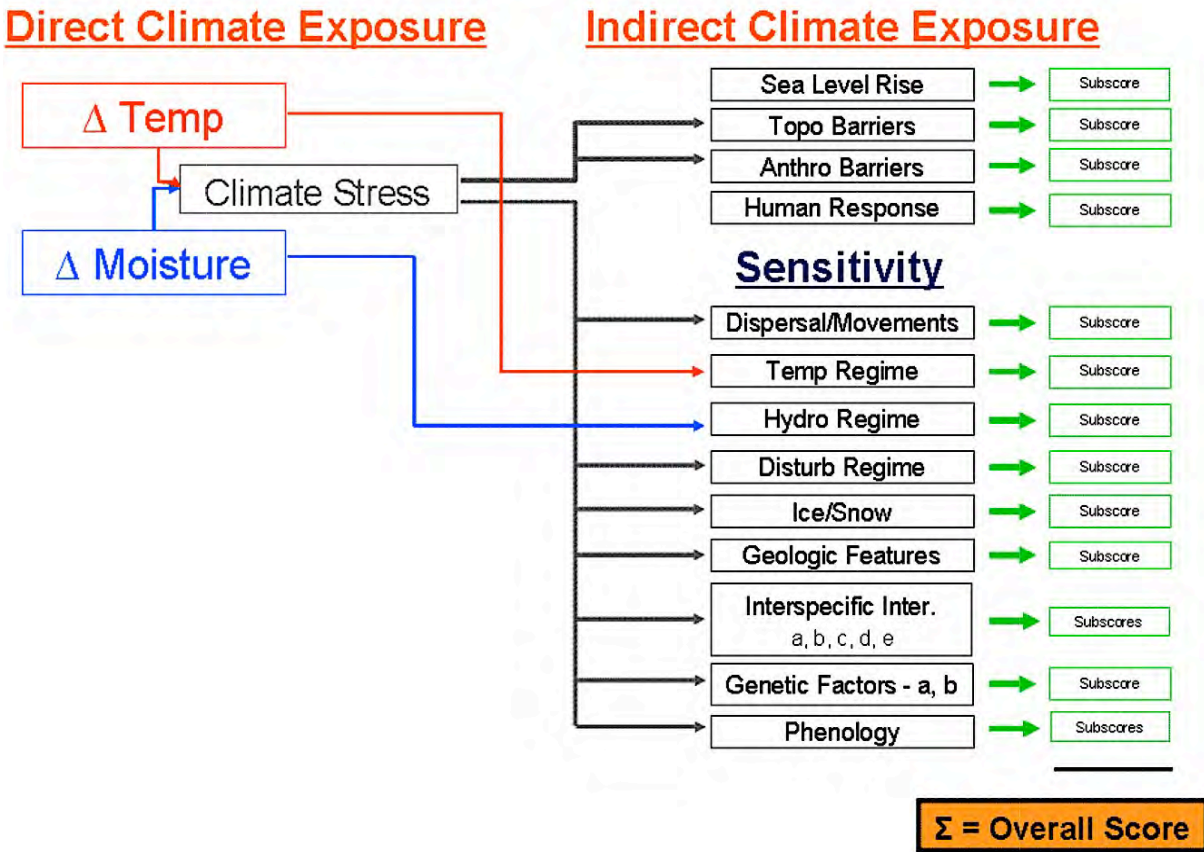 Direct Climate Exposure
Indirect Climate Exposure
Δ Temp
Climate Stress
Δ Moisture
Sea Level Rise
Subscore
Topo Barriers
Subscore
Anthro Barriers
Subscore
Human Response
Subscore
Sensitivity
Dispersal/Movements
Subscore
Temp Regime
Subscore
Hydro Regime
Subscore
Disturb Regime
Subscore
Ice/Snow
Subscore
Geologic Features
Subscore
Interspecific Inter.
a, b, c, d, e
Subscores
Genetic Factors - a, b
Subscore
Phenology
Subscores
Σ = Overall Score